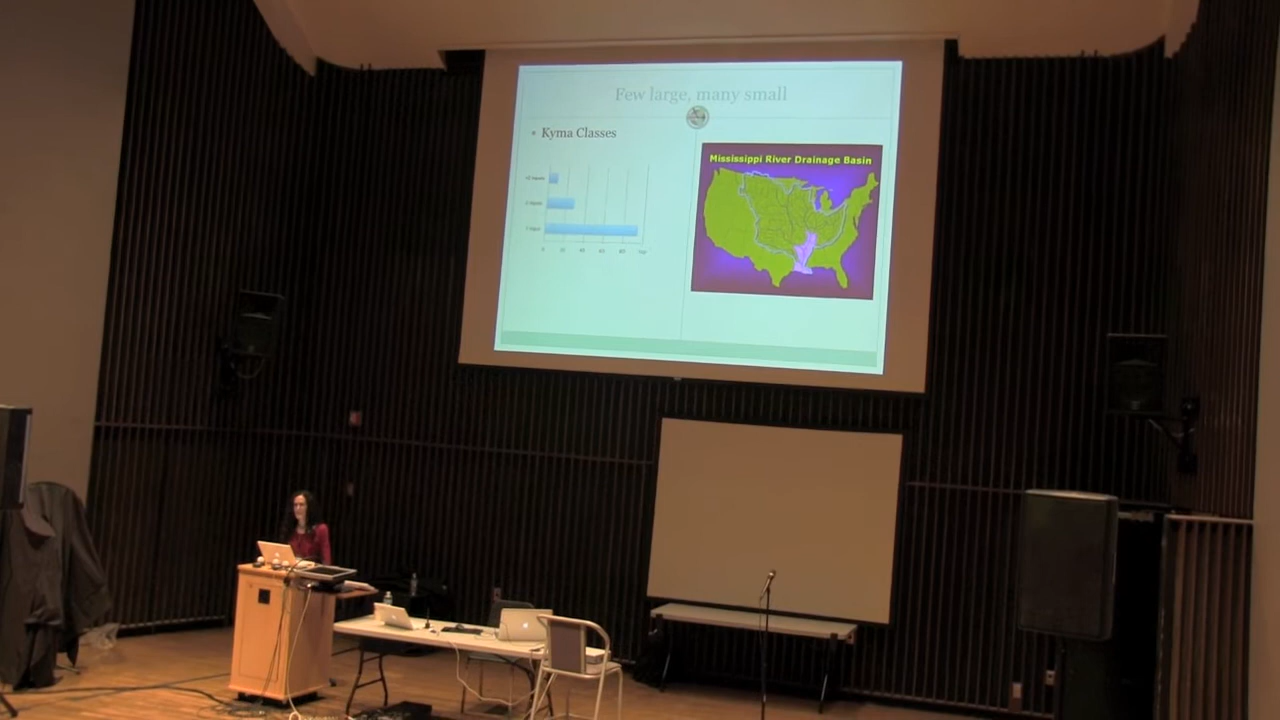 Few large, many small
• Kyma Classes
Mississippi River Drainage Basin